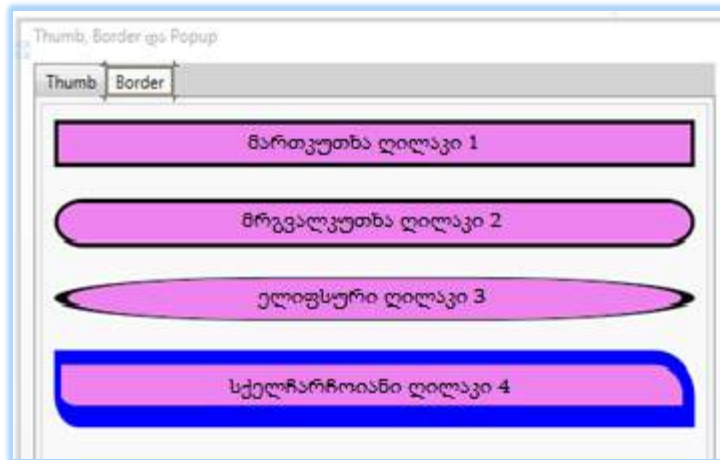 Thumb, Border და Popup
Thumb Border
მართკუთხა ღილაკი 1
მრგვალკუთხა ღილაკი 2
ელიფსური ღილაკი 3
სქელჩარჩოიანი ღილაკი 4